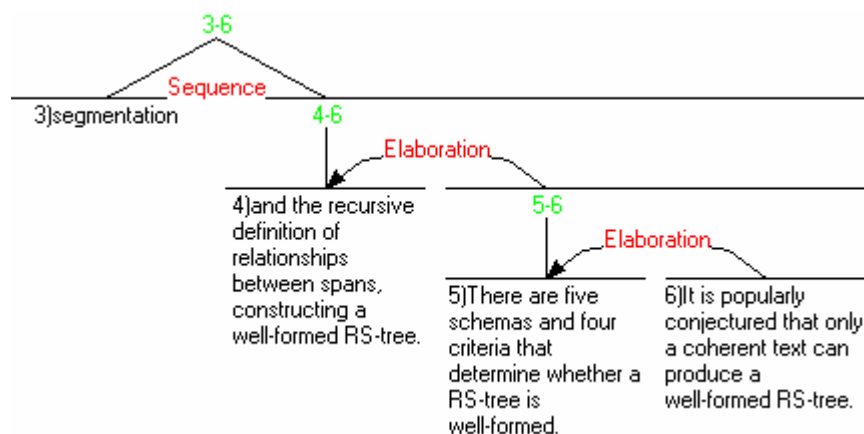 3-6
Sequence
3)segmentation
4-6
Elaboration
4)and the recursive
definition of
relationships
between spans,
constructing a
well-formed RS-tree.
5-6
Elaboration
5)There are five
schemas and four
criteria that
determine whether a
RS-tree is
well-formed.
6)It is popularly
conjectured that only
a coherent text can
produce a
well-formed RS-tree.